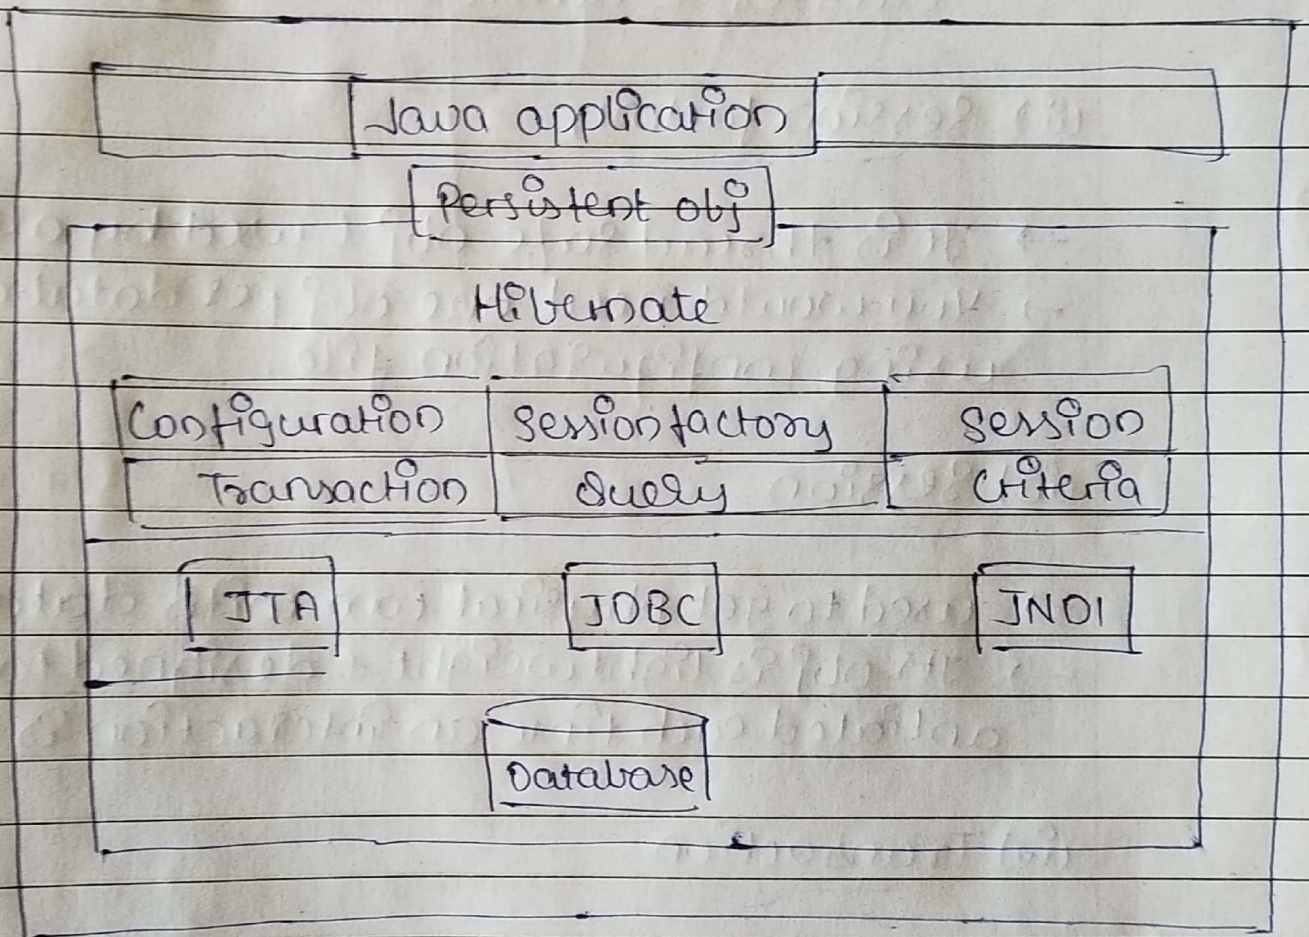 Java application
Persistent obj
Hibernate
Configuration Sessionfactory Session
Transaction Query Criteria
JTA JDBC JNDI
Database